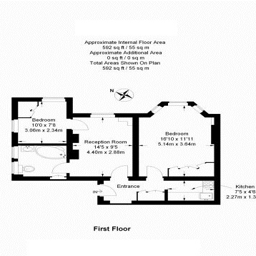 Approximate Internal Floor Area
592 sq ft / 55 sq m
Approximate Additional Area
0 sq ft / 0 sq m
Total Areas Shown On Plan
592 sq ft / 55 sq m
N
Bedroom
10'0 x 7'8
3.06m x 2.34m
Reception Room
14'5 x 9'5
4.40m x 2.88m
Bedroom
16'10 x 11'11
5.14m x 3.64m
Entrance
Kitchen
7'5 x 4'6
2.27m x 1.3
First Floor